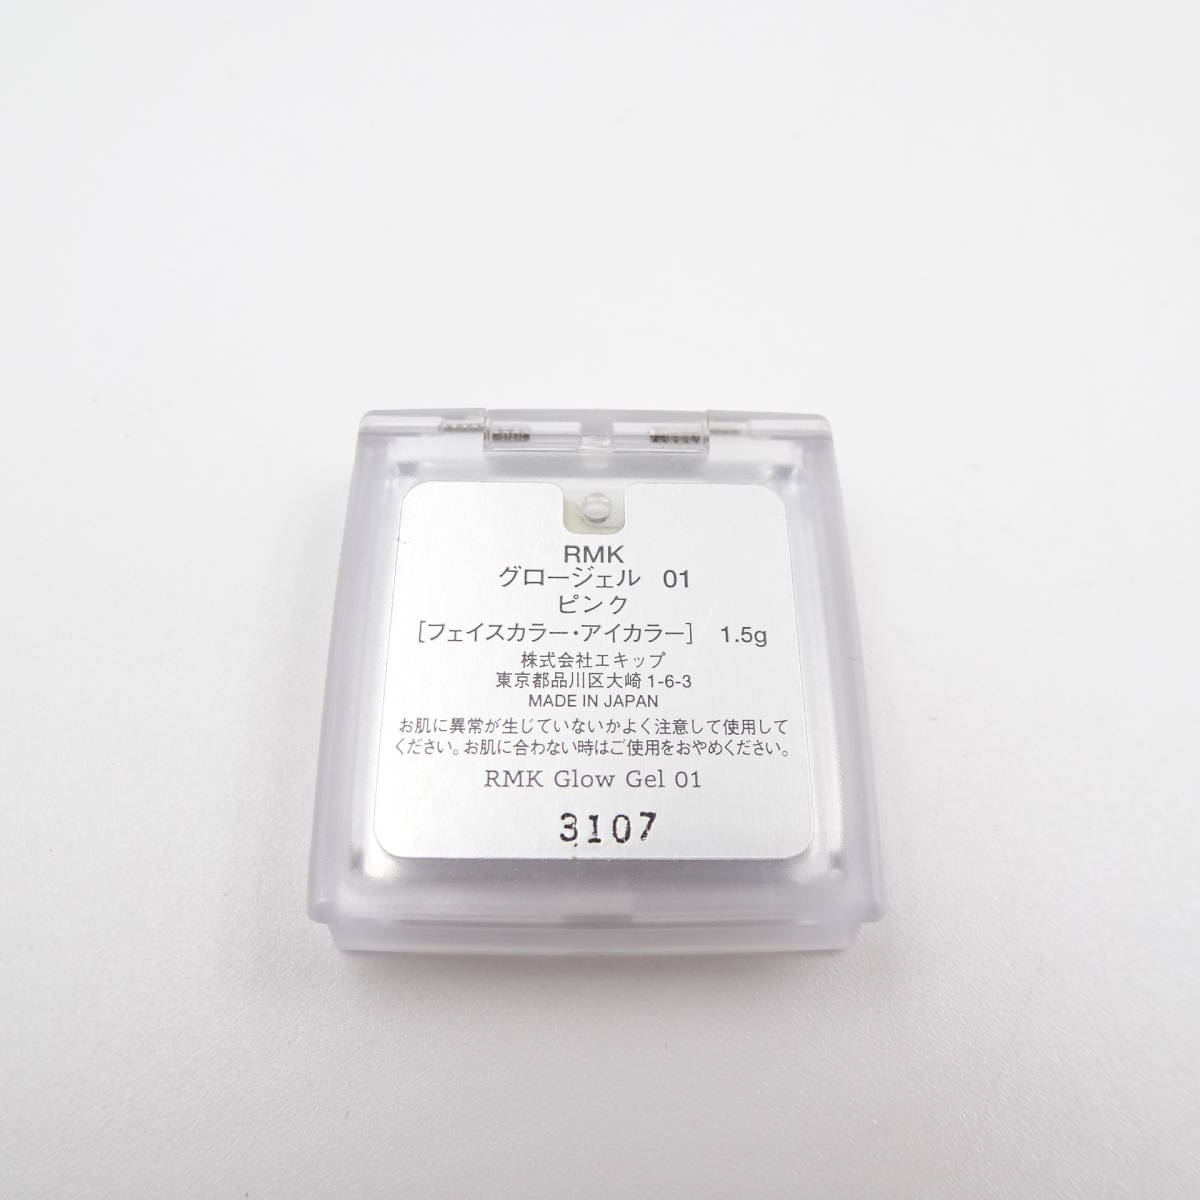 RMK
グロージェル 01
ピンク
[フェイスカラー・アイカラー] 1.5g
株式会社エキップ
東京都品川区大崎1-6-3
MADE IN JAPAN
お肌に異常が生じていないかよく注意して使用して
ください。お肌に合わない時はご使用をおやめください。
RMK Glow Gel 01
3107